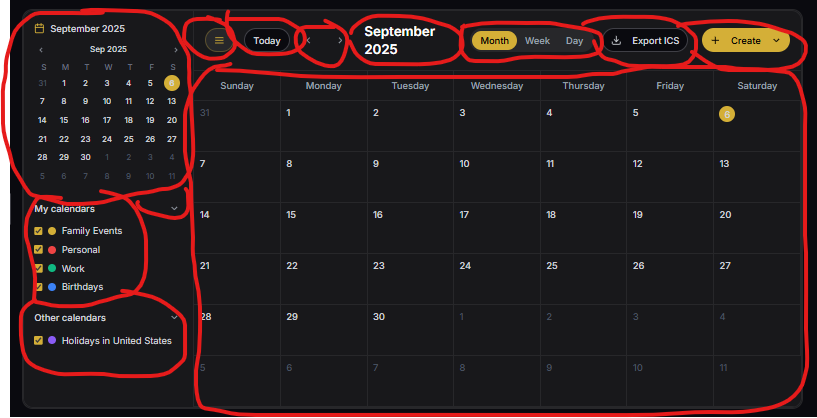 September 2025
Sep 2025
S M T W T F S
31 1 2 3 4 5 6
7 8 9 10 11 12 13
14 15 16 17 18 19 20
21 22 23 24 25 26 27
28 29 30 1 2 3 4
5 6 7 8 9 10 11
My calendars
Family Events
Personal
Work
Birthdays
Other calendars
Holidays in United States
Today
September
2025
Month Week Day
Export ICS
+ Create
Sunday Monday Tuesday Wednesday Thursday Friday Saturday
31 1 2 3 4 5 6
7 8 9 10 11 12 13
14 15 16 17 18 19 20
21 22 23 24 25 26 27
28 29 30 1 2 3 4
5 6 7 8 9 10 11